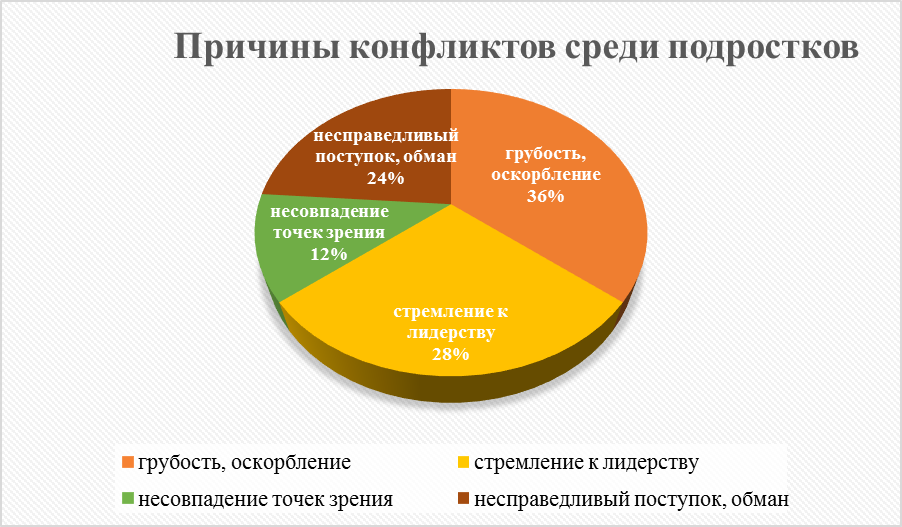 Причины конфликтов среди подростков
несправедливый
поступок, обман
24%
грубость,
оскорбление
36%
несовпадение
точек зрения
12%
стремление к
лидерству
28%
грубость, оскорбление
стремление к лидерству
несовпадение точек зрения
несправедливый поступок, обман